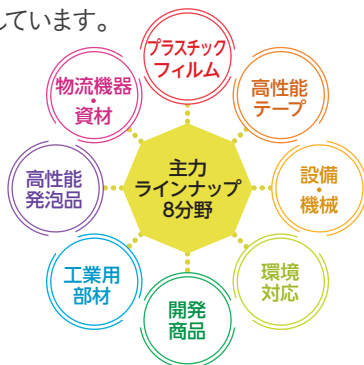 しています。
プラスチック
フィルム
高性能
テープ
設備
・
機械
環境
対応
開発
商品
工業用
部材
高性能
発泡品
物流機器
・
資材
主力
ラインナップ
8分野